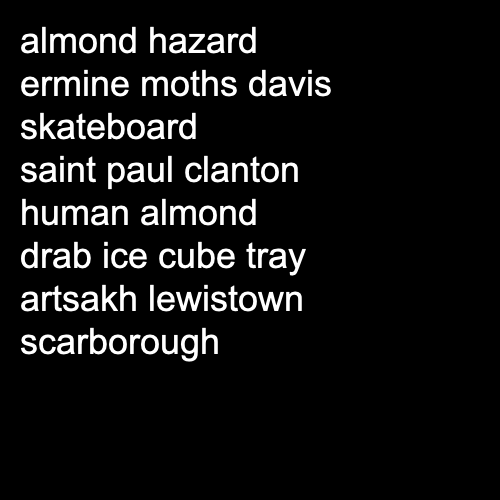 almond hazard
ermine moths davis
skateboard
saint paul clanton
human almond
drab ice cube tray
artsakh lewistown
scarborough